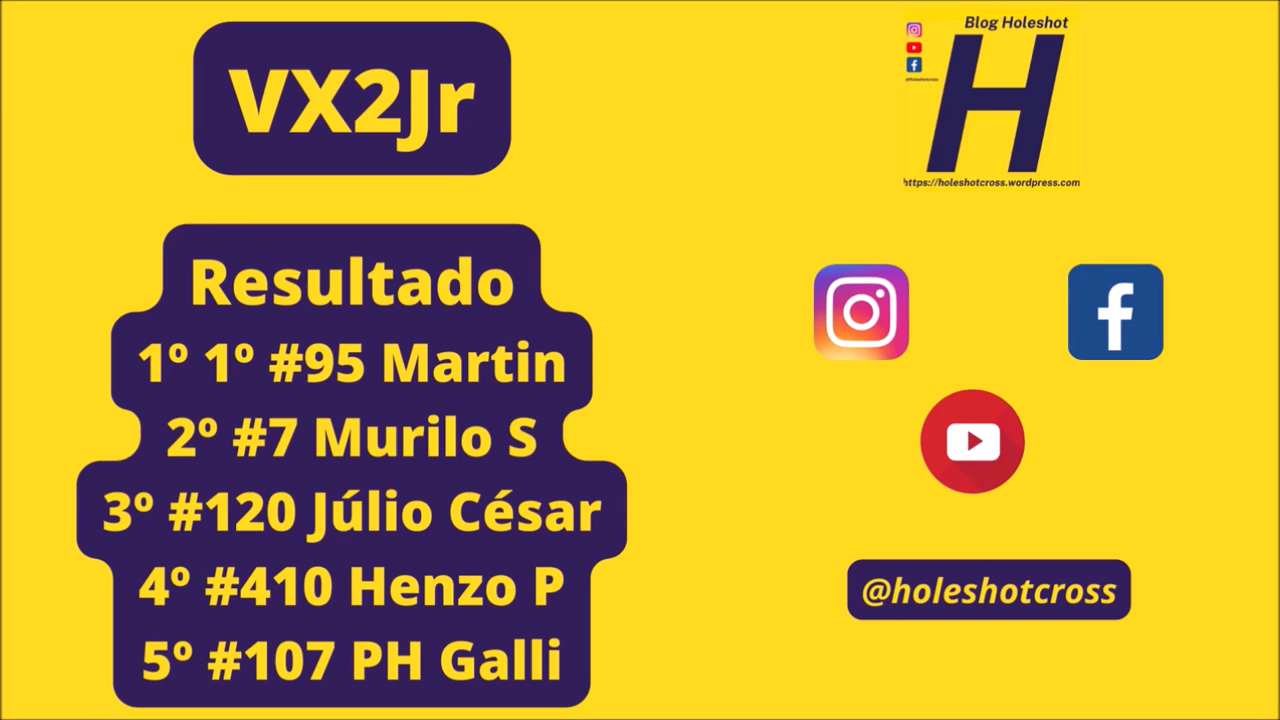 VX2Jr
Resultado
1º 1º #95 Martin
2º #7 Murilo S
3º #120 Júlio César
4º #410 Henzo P
5º #107 PH Galli
Blog Holeshot
@holeshotcross
H
https://holeshotcross.wordpress.com
@holeshotcross